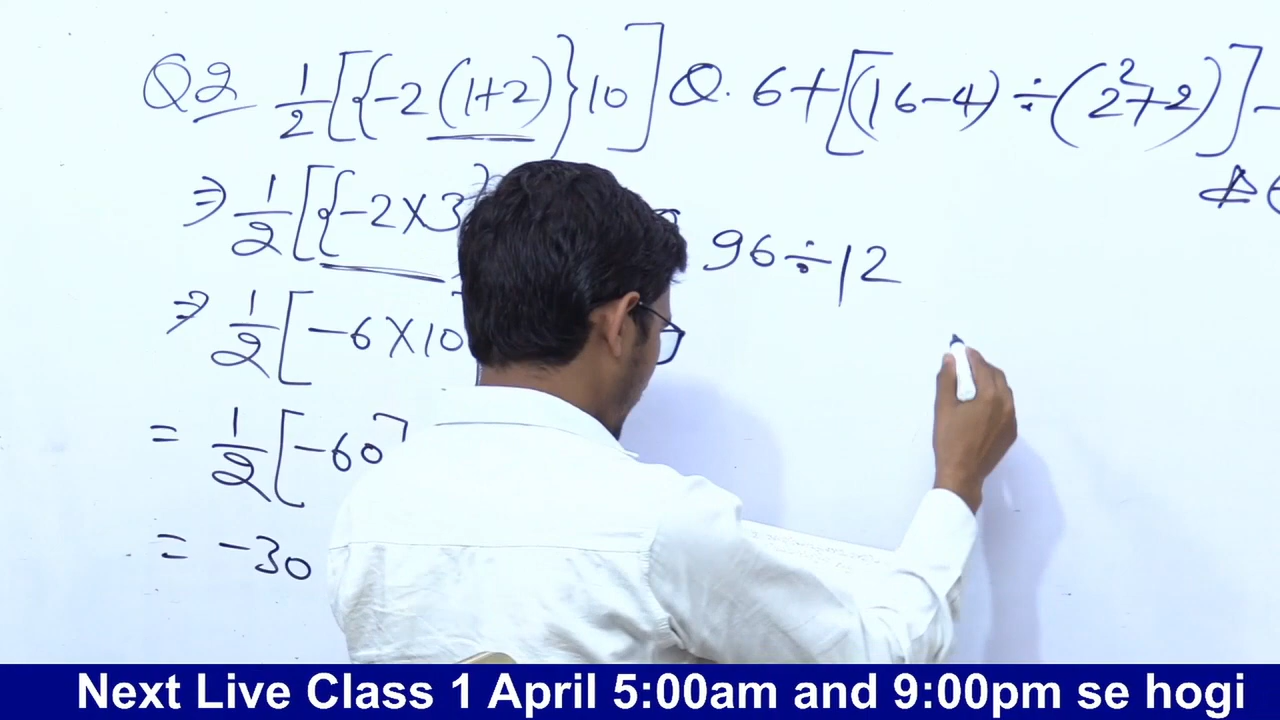 Q2 1/2[{-2(1+2)}10]
⇒ 1/2[{-2×3
⇒ 1/2[-6×10
= 1/2[-60]
= -30
Q. 6+[(16-4)÷(2²+2)]-
96÷12
Next Live Class 1 April 5:00am and 9:00pm se hogi